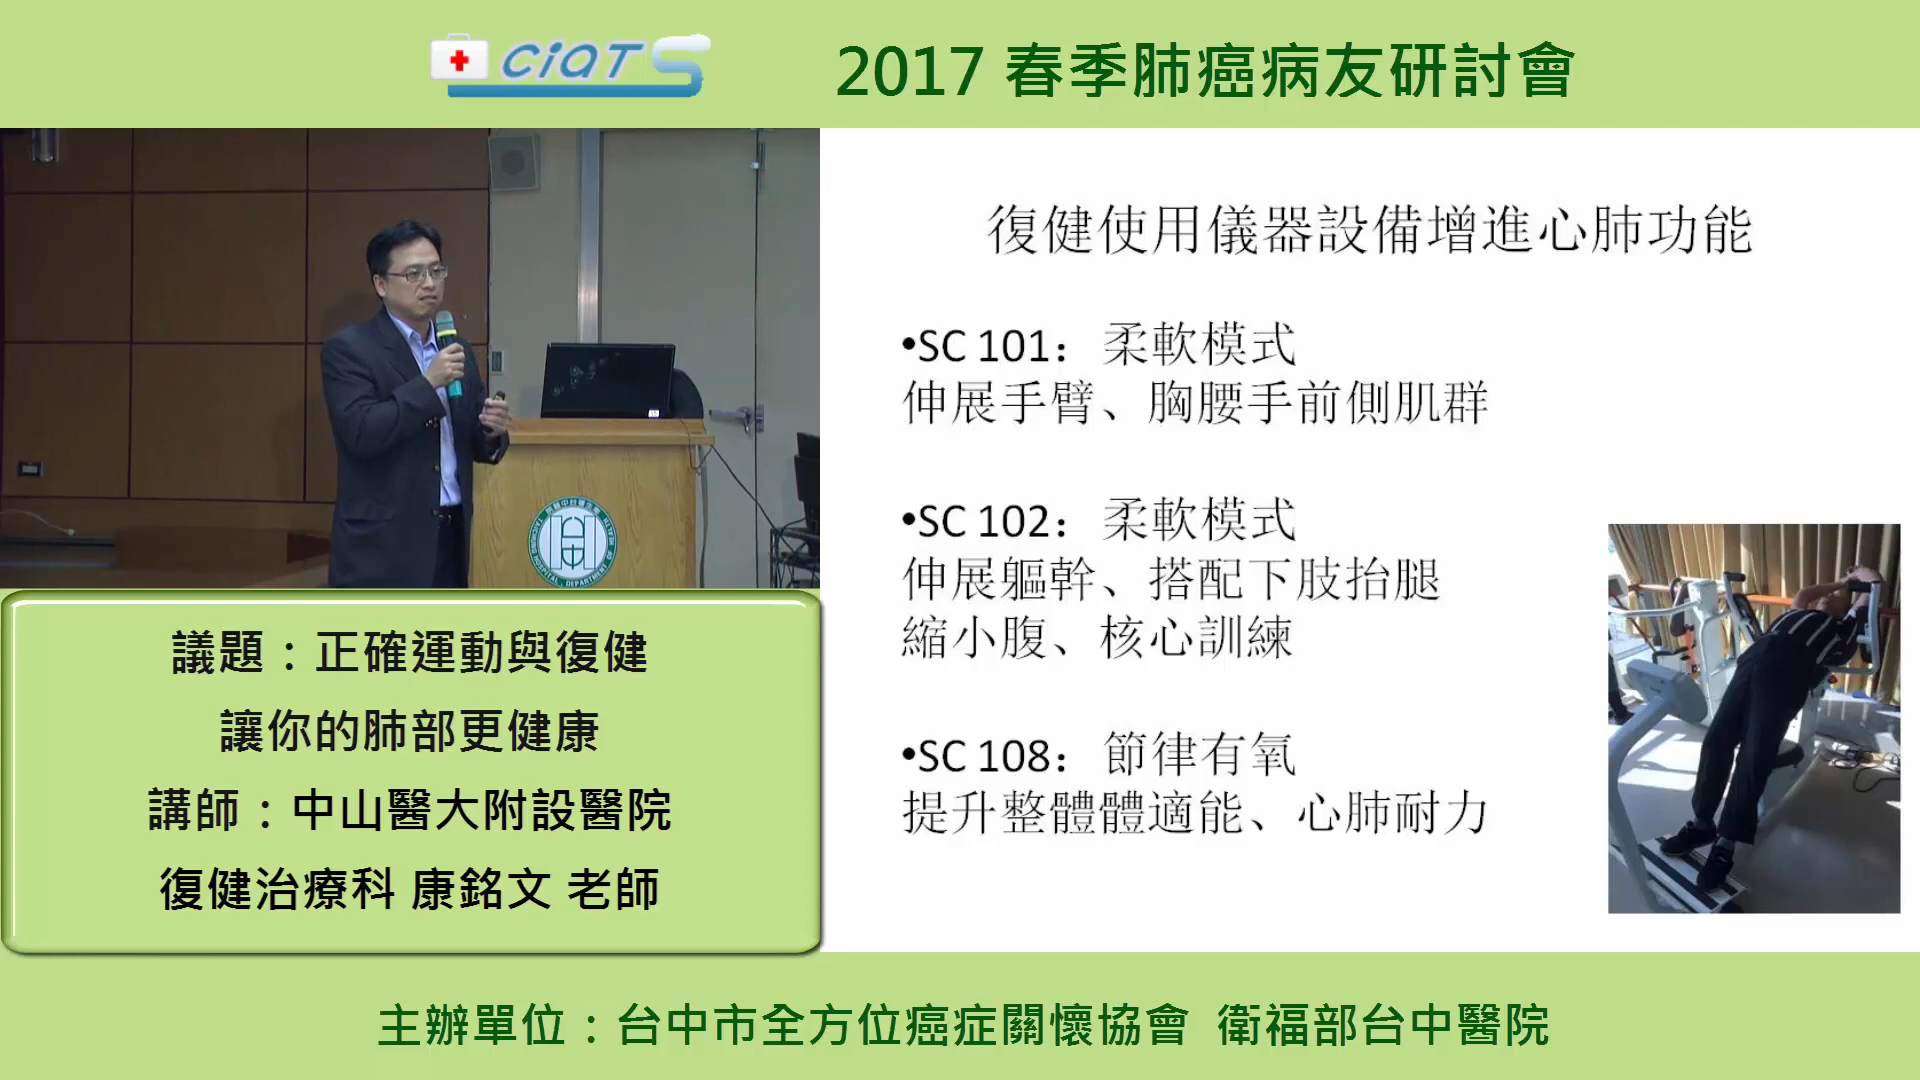 CiATS
2017 春季肺癌病友研討會
復健使用儀器設備增進心肺功能
•SC 101：柔軟模式
伸展手臂、胸腰手前側肌群
•SC 102：柔軟模式
伸展軀幹、搭配下肢抬腿
縮小腹、核心訓練
•SC 108：節律有氧
提升整體體適能、心肺耐力
議題：正確運動與復健
讓你的肺部更健康
講師：中山醫大附設醫院
復健治療科 康銘文 老師
主辦單位：台中市全方位癌症關懷協會 衛福部台中醫院